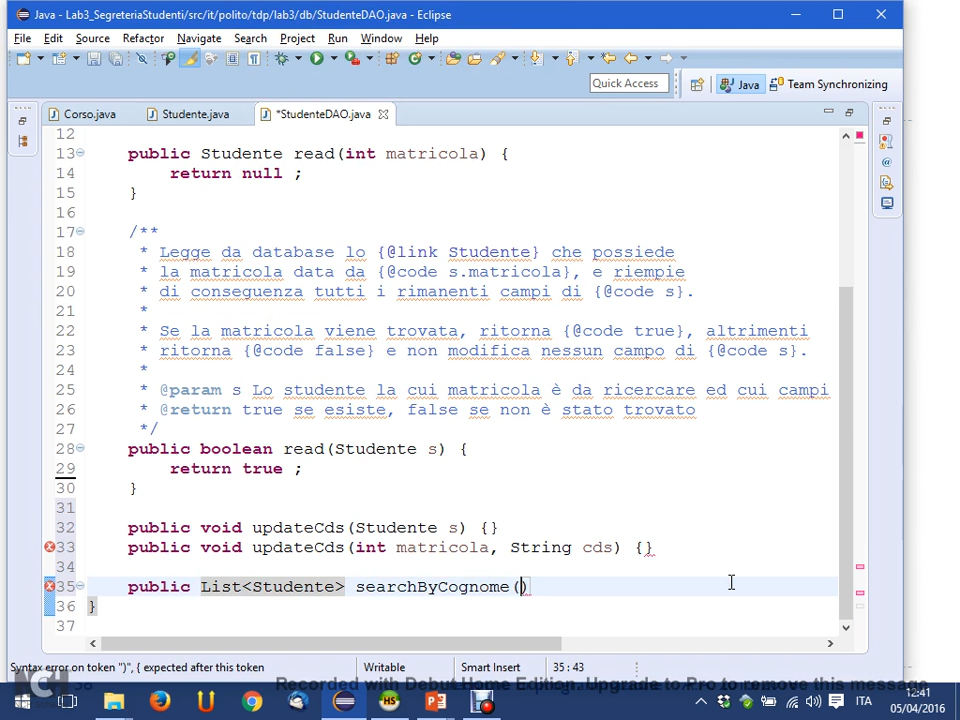 Java - Lab3_SegreteriaStudenti/src/it/polito/tdp/lab3/db/StudenteDAO.java - Eclipse
File Edit Source Refactor Navigate Search Project Run Window Help
Quick Access Java Team Synchronizing
Corso.java Studente.java *StudenteDAO.java
12
13 public Studente read(int matricola) {
14 return null ;
15 }
16
17 /**
18 * Legge da database lo {@link Studente} che possiede
19 * la matricola data da {@code s.matricola}, e riempie
20 * di conseguenza tutti i rimanenti campi di {@code s}.
21 *
22 * Se la matricola viene trovata, ritorna {@code true}, altrimenti
23 * ritorna {@code false} e non modifica nessun campo di {@code s}.
24 *
25 * @param s Lo studente la cui matricola è da ricercare ed cui campi
26 * @return true se esiste, false se non è stato trovato
27 */
28 public boolean read(Studente s) {
29 return true ;
30 }
31
32 public void updateCds(Studente s) {}
33 public void updateCds(int matricola, String cds) {}
34
35 public List<Studente> searchByCognome()
36 }
37
Syntax error on token ")", { expected after this token Writable Smart Insert 35 : 43
38
Recorded with Debut Home Edition. Upgrade to Pro to remove this message
ITA
12:41
05/04/2016